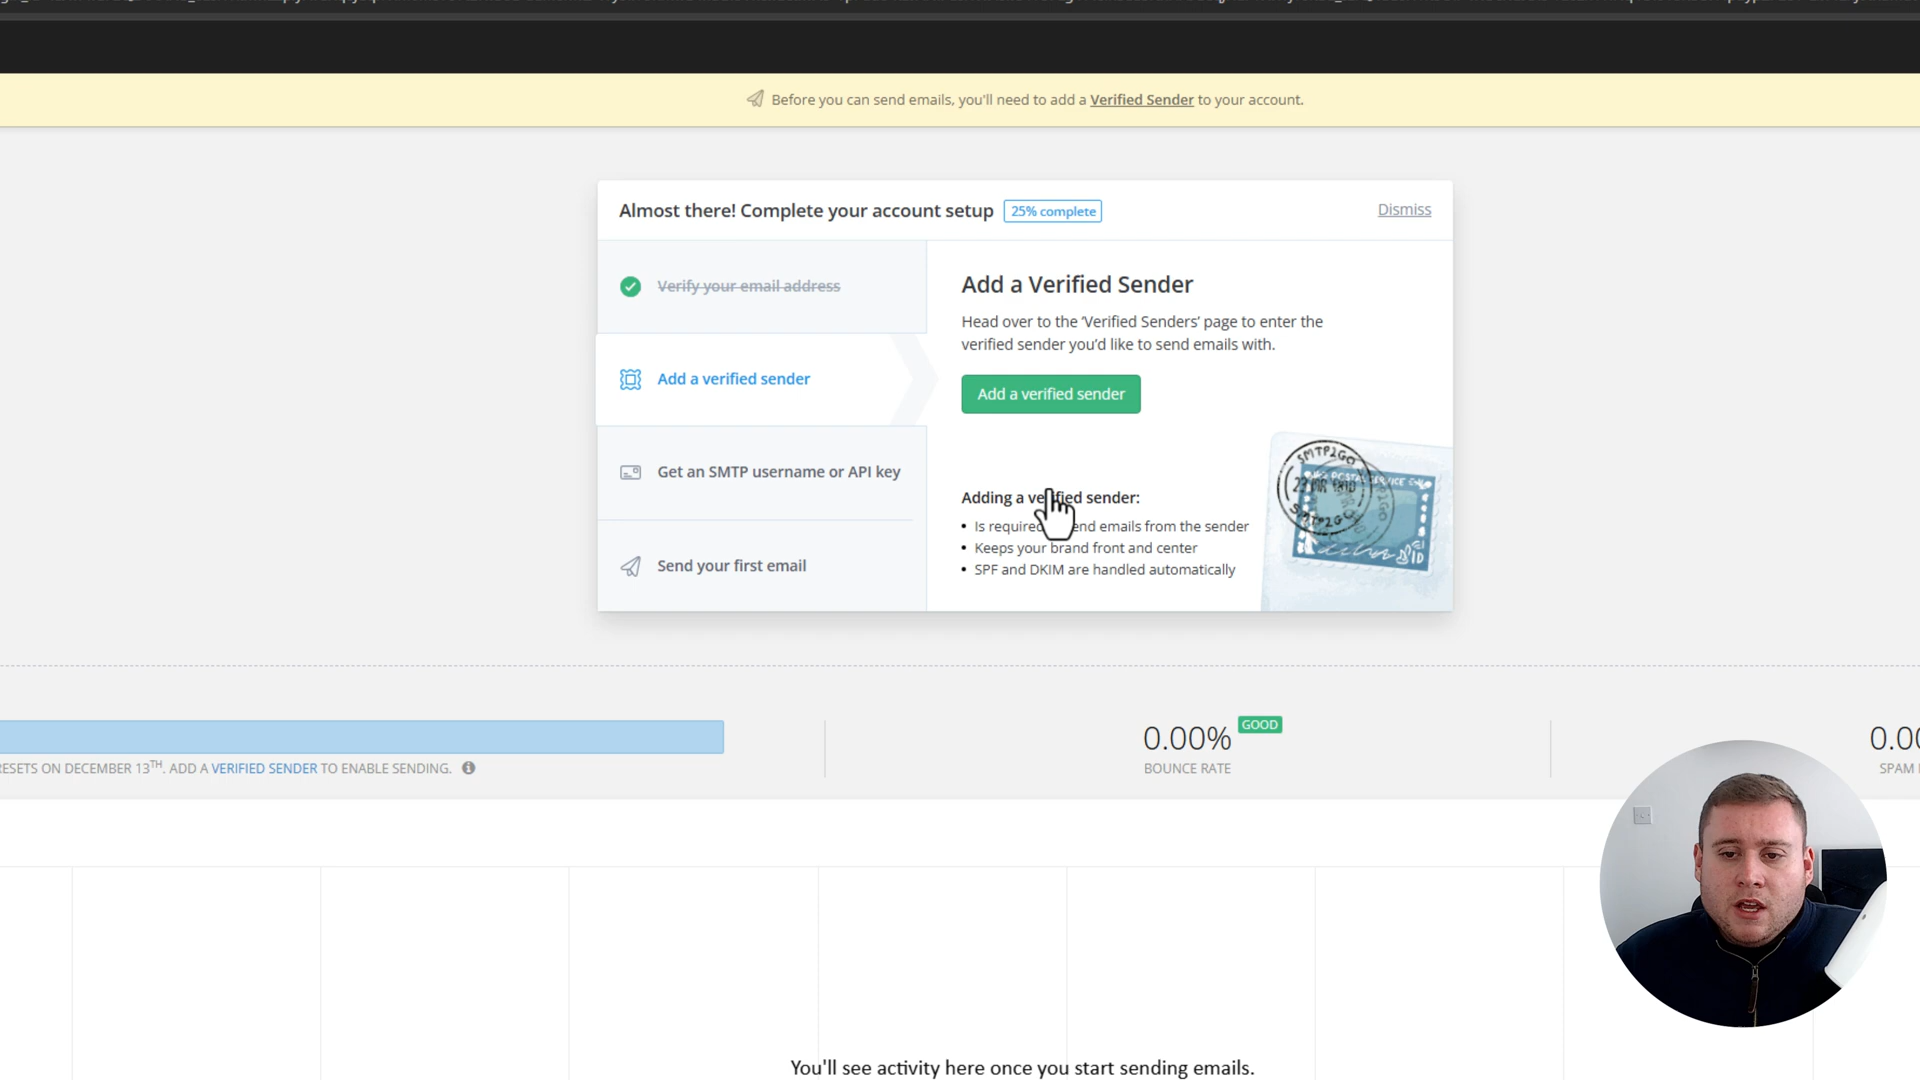 Before you can send emails, you'll need to add a Verified Sender to your account.
Almost there! Complete your account setup 25% complete Dismiss
Verify your email address
Add a verified sender
Get an SMTP username or API key
Send your first email
Add a Verified Sender
Head over to the 'Verified Senders' page to enter the
verified sender you'd like to send emails with.
Add a verified sender
Adding a verified sender:
• Is required end emails from the sender
• Keeps your brand front and center
• SPF and DKIM are handled automatically
SMTP2GO
POSTAL SERVICE
SMTP2GO
ESETS ON DECEMBER 13TH. ADD A VERIFIED SENDER TO ENABLE SENDING.
0.00% GOOD
BOUNCE RATE
0.00
SPAM
You'll see activity here once you start sending emails.